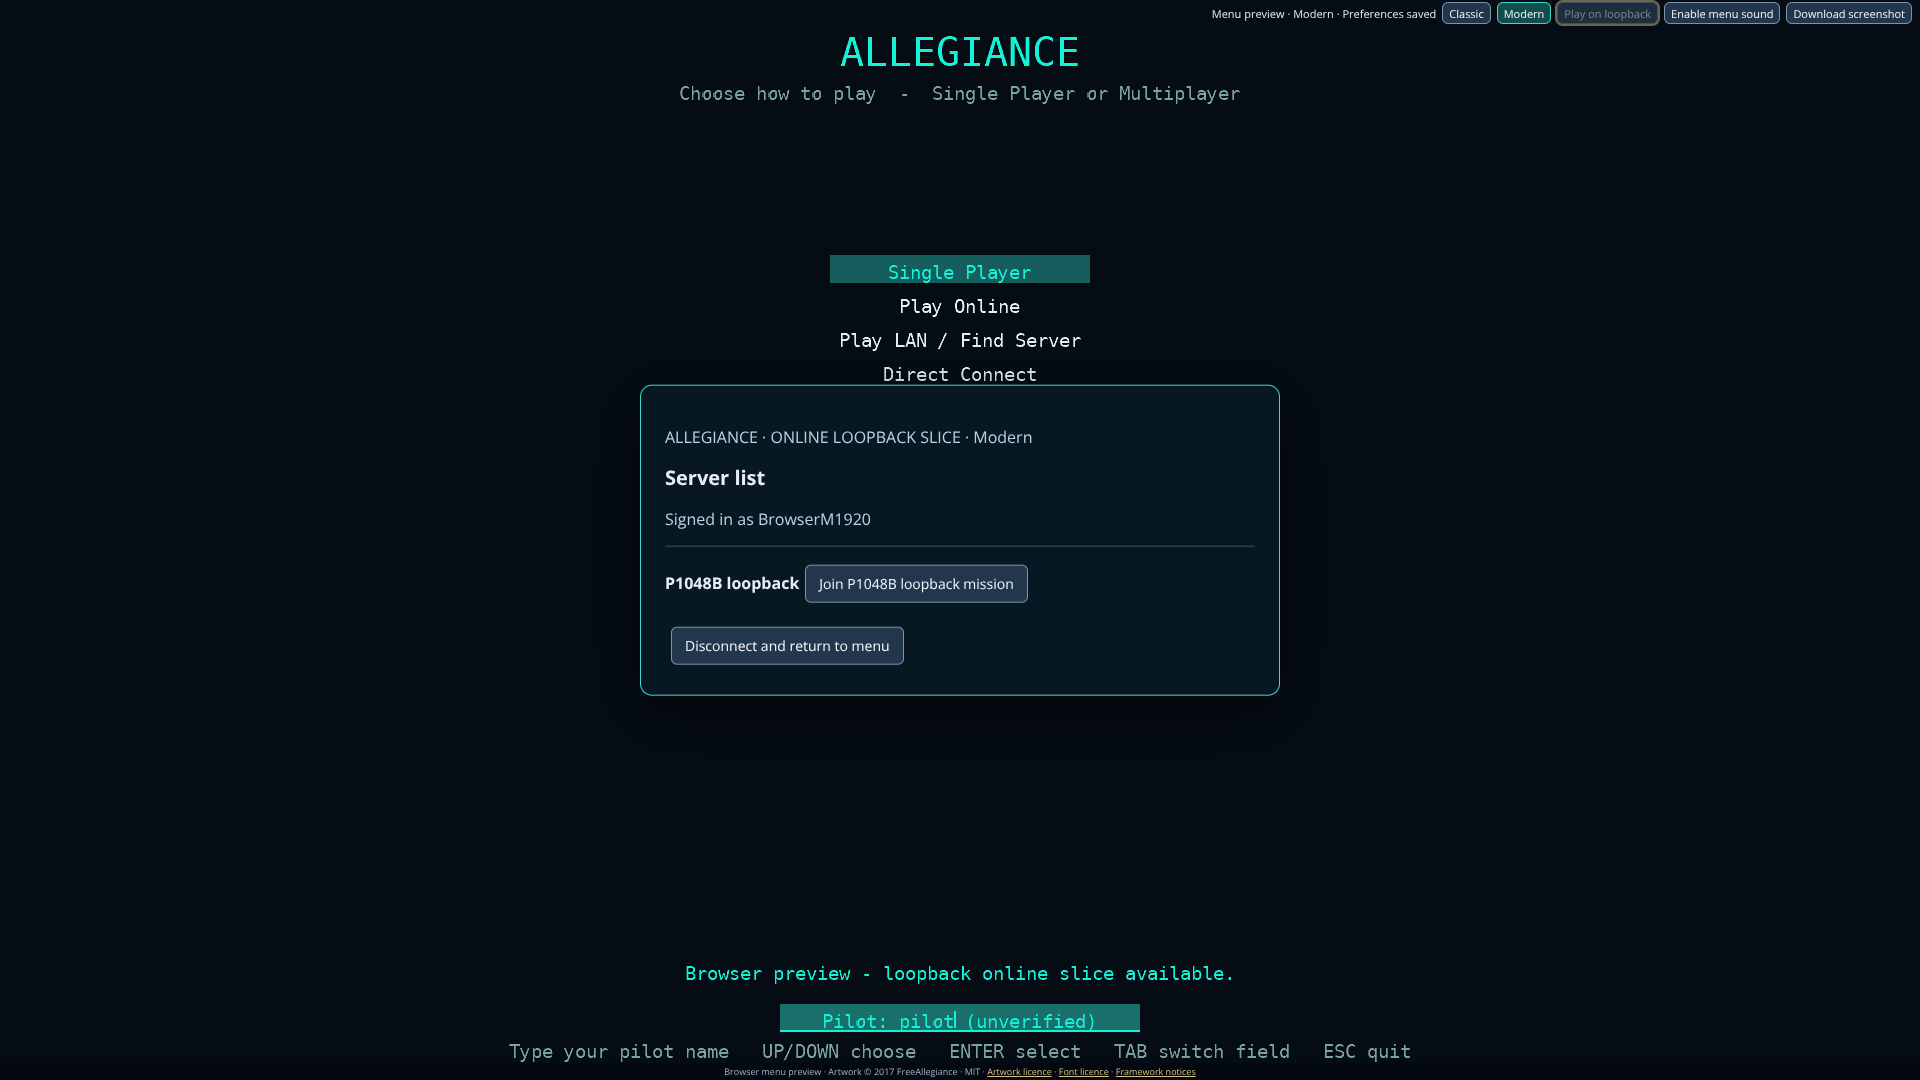 Menu preview · Modern · Preferences saved Classic Modern Play on loopback Enable menu sound Download screenshot
ALLEGIANCE
Choose how to play - Single Player or Multiplayer
Single Player
Play Online
Play LAN / Find Server
Direct Connect
ALLEGIANCE · ONLINE LOOPBACK SLICE · Modern
Server list
Signed in as BrowserM1920
P1048B loopback Join P1048B loopback mission
Disconnect and return to menu
Browser preview - loopback online slice available.
Pilot: pilot (unverified)
Type your pilot name UP/DOWN choose ENTER select TAB switch field ESC quit
Browser menu preview · Artwork © 2017 FreeAllegiance · MIT · Artwork licence · Font licence · Framework notices